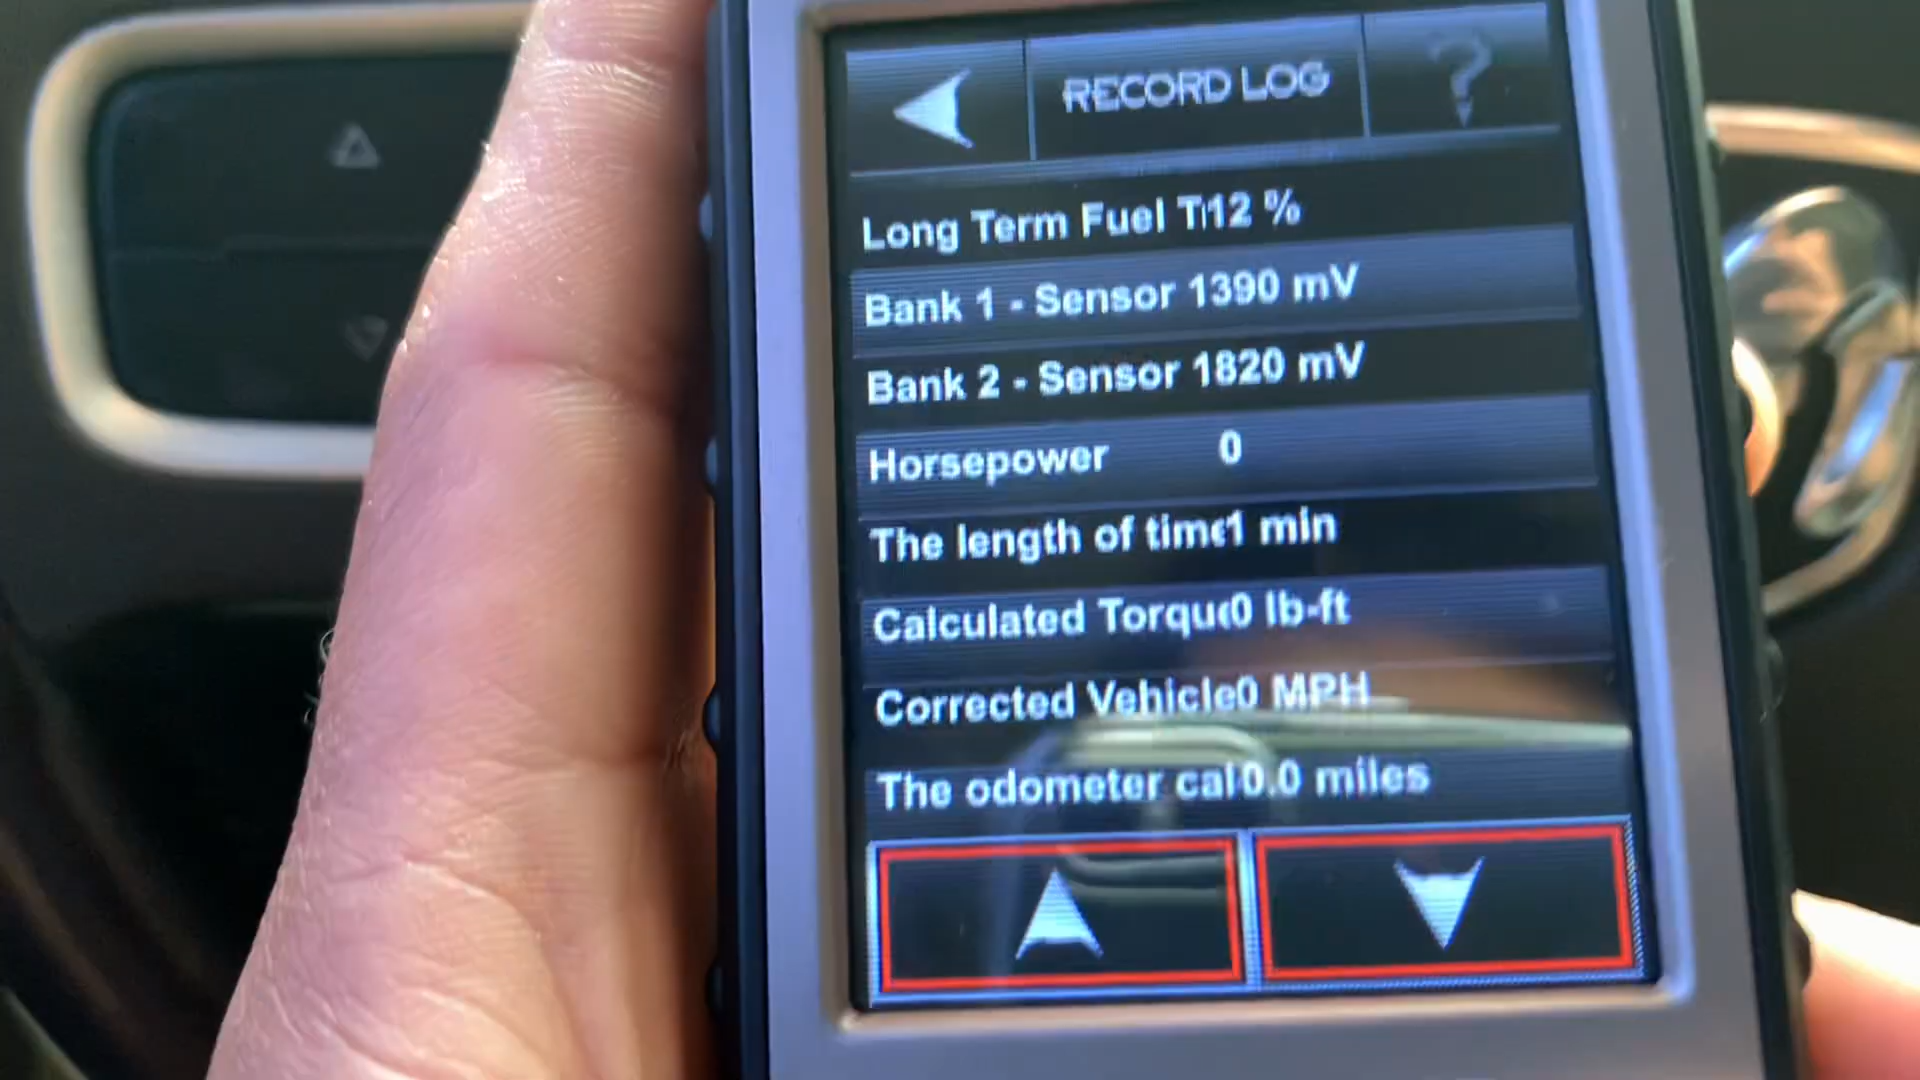 RECORD LOG ?
Long Term Fuel Tr12 %
Bank 1 - Sensor 1390 mV
Bank 2 - Sensor 1820 mV
Horsepower 0
The length of time1 min
Calculated Torque0 lb-ft
Corrected Vehicle0 MPH
The odometer cal0.0 miles